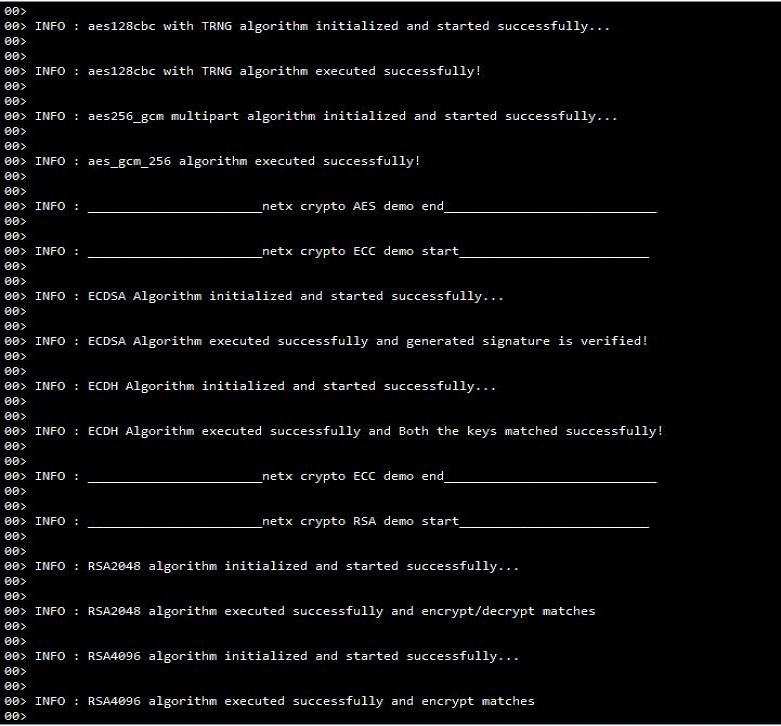 00>
00> INFO : aes128cbc with TRNG algorithm initialized and started successfully...
00>
00>
00> INFO : aes128cbc with TRNG algorithm executed successfully!
00>
00>
00> INFO : aes256_gcm multipart algorithm initialized and started successfully...
00>
00>
00> INFO : aes_gcm_256 algorithm executed successfully!
00>
00>
00> INFO : _______________________netx crypto AES demo end____________________________
00>
00>
00> INFO : _______________________netx crypto ECC demo start_________________________
00>
00>
00> INFO : ECDSA Algorithm initialized and started successfully...
00>
00>
00> INFO : ECDSA Algorithm executed successfully and generated signature is verified!
00>
00>
00> INFO : ECDH Algorithm initialized and started successfully...
00>
00>
00> INFO : ECDH Algorithm executed successfully and Both the keys matched successfully!
00>
00>
00> INFO : _______________________netx crypto ECC demo end____________________________
00>
00>
00> INFO : _______________________netx crypto RSA demo start_________________________
00>
00>
00> INFO : RSA2048 algorithm initialized and started successfully...
00>
00>
00> INFO : RSA2048 algorithm executed successfully and encrypt/decrypt matches
00>
00>
00> INFO : RSA4096 algorithm initialized and started successfully...
00>
00>
00> INFO : RSA4096 algorithm executed successfully and encrypt matches
00>